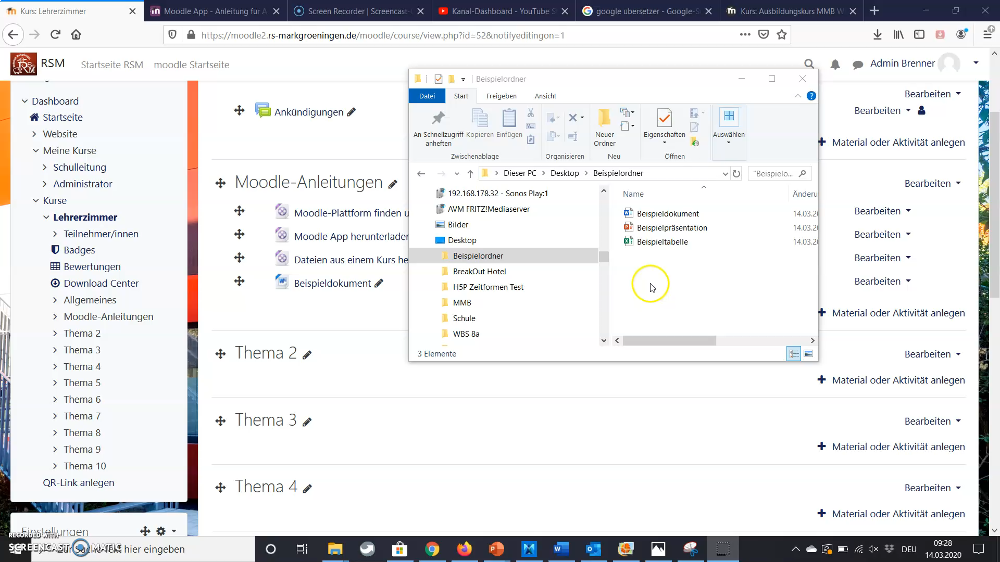 Kurs: Lehrerzimmer
Moodle App - Anleitung für A
Screen Recorder | Screencast-
Kanal-Dashboard - YouTube S
google übersetzer - Google-S
Kurs: Ausbildungskurs MMB W
https://moodle2.rs-markgroeningen.de/moodle/course/view.php?id=52&notifyeditingon=1
RSM
Startseite RSM
moodle Startseite
Admin Brenner
Dashboard
Startseite
Website
Meine Kurse
Schulleitung
Administrator
Kurse
Lehrerzimmer
Teilnehmer/innen
Badges
Bewertungen
Download Center
Allgemeines
Moodle-Anleitungen
Thema 2
Thema 3
Thema 4
Thema 5
Thema 6
Thema 7
Thema 8
Thema 9
Thema 10
QR-Link anlegen
Einstellungen
Bearbeiten
Ankündigungen
Bearbeiten
Material oder Aktivität anlegen
Moodle-Anleitungen
Bearbeiten
Moodle-Plattform finden u
Bearbeiten
Moodle App herunterladen
Bearbeiten
Dateien aus einem Kurs he
Bearbeiten
Beispieldokument
Bearbeiten
Material oder Aktivität anlegen
Thema 2
Bearbeiten
Material oder Aktivität anlegen
Thema 3
Bearbeiten
Material oder Aktivität anlegen
Thema 4
Bearbeiten
Material oder Aktivität anlegen
Beispielordner
Datei
Start
Freigeben
Ansicht
An Schnellzugriff anheften
Kopieren
Einfügen
Neuer Ordner
Eigenschaften
Auswählen
Zwischenablage
Organisieren
Neu
Öffnen
Dieser PC
Desktop
Beispielordner
"Beispielo...
192.168.178.32 - Sonos Play:1
AVM FRITZ!Mediaserver
Bilder
Desktop
Beispielordner
BreakOut Hotel
H5P Zeitformen Test
MMB
Schule
WBS 8a
Name
Änderu
Beispieldokument
14.03.20
Beispielpräsentation
14.03.20
Beispieltabelle
14.03.20
3 Elemente
RECORDED WITH
SCREENCAST MATIC
Zur Suche Text hier eingeben
DEU
09:28
14.03.2020